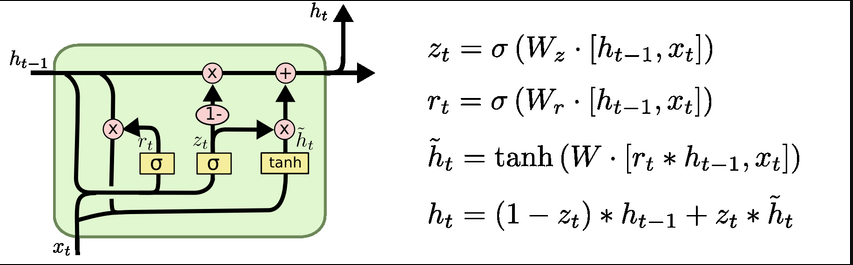 h_t
h_{t-1}
x
+
1-
x
r_t
z_t
x
h̃_t
σ
σ
tanh
x_t
z_t = σ (W_z · [h_{t-1}, x_t])
r_t = σ (W_r · [h_{t-1}, x_t])
h̃_t = tanh (W · [r_t * h_{t-1}, x_t])
h_t = (1 − z_t) * h_{t-1} + z_t * h̃_t